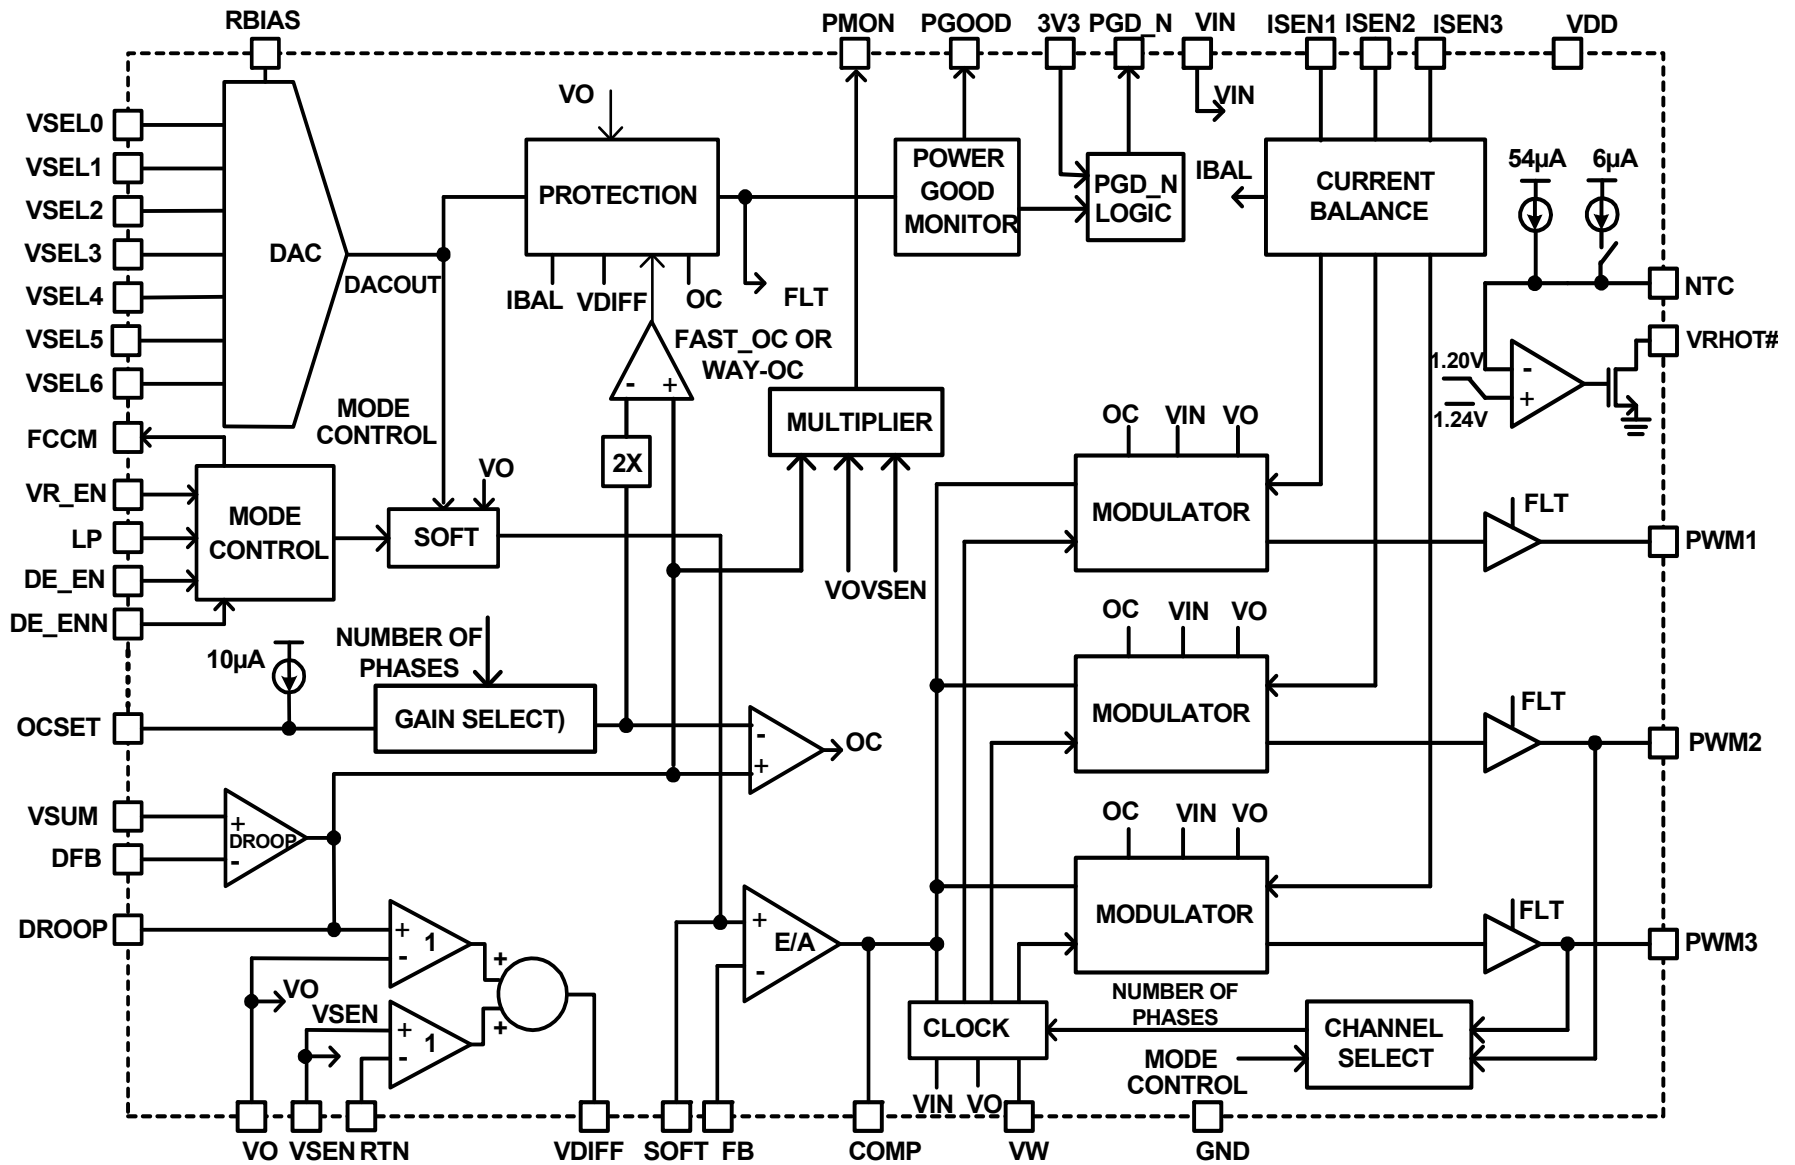 RBIAS
PMON
PGOOD
3V3
PGD_N
VIN
ISEN1
ISEN2
ISEN3
VDD
VSEL0
VSEL1
VSEL2
VSEL3
VSEL4
VSEL5
VSEL6
FCCM
VR_EN
LP
DE_EN
DE_ENN
OCSET
VSUM
DFB
DROOP
DAC
DACOUT
VO
PROTECTION
IBAL
VDIFF
OC
FLT
FAST_OC OR
WAY-OC
-
+
2X
POWER
GOOD
MONITOR
PGD_N
LOGIC
VIN
IBAL
CURRENT
BALANCE
54µA
6µA
NTC
VRHOT#
1.20V
1.24V
-
+
MODE
CONTROL
MODE
CONTROL
VO
SOFT
MULTIPLIER
VOVSEN
NUMBER OF
PHASES
10µA
GAIN SELECT)
-
+
OC
+
DROOP
-
+
1
-
VO
VSEN
+
1
-
+
+
+
E/A
-
OC
VIN
VO
MODULATOR
FLT
PWM1
OC
VIN
VO
MODULATOR
FLT
PWM2
OC
VIN
VO
MODULATOR
FLT
PWM3
NUMBER OF
PHASES
CLOCK
CHANNEL
SELECT
MODE
CONTROL
VIN
VO
VO
VSEN
RTN
VDIFF
SOFT
FB
COMP
VW
GND